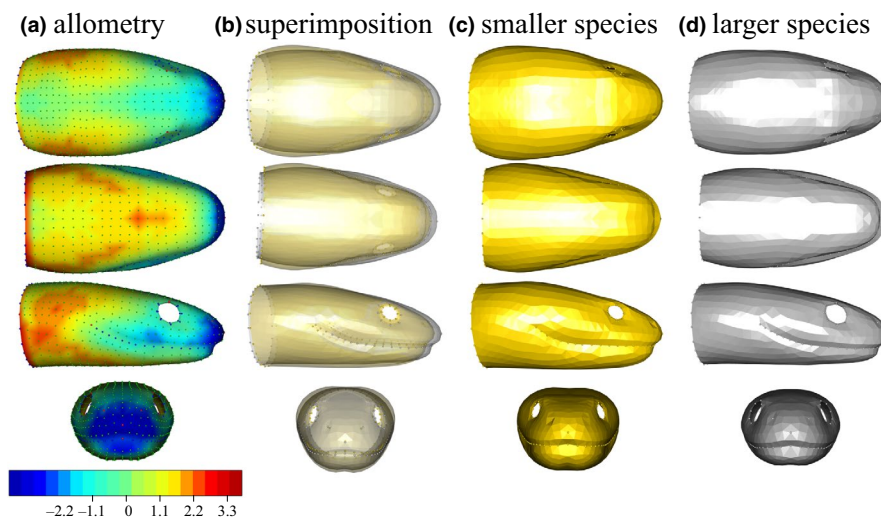 (a) allometry (b) superimposition (c) smaller species (d) larger species
–2.2 –1.1 0 1.1 2.2 3.3